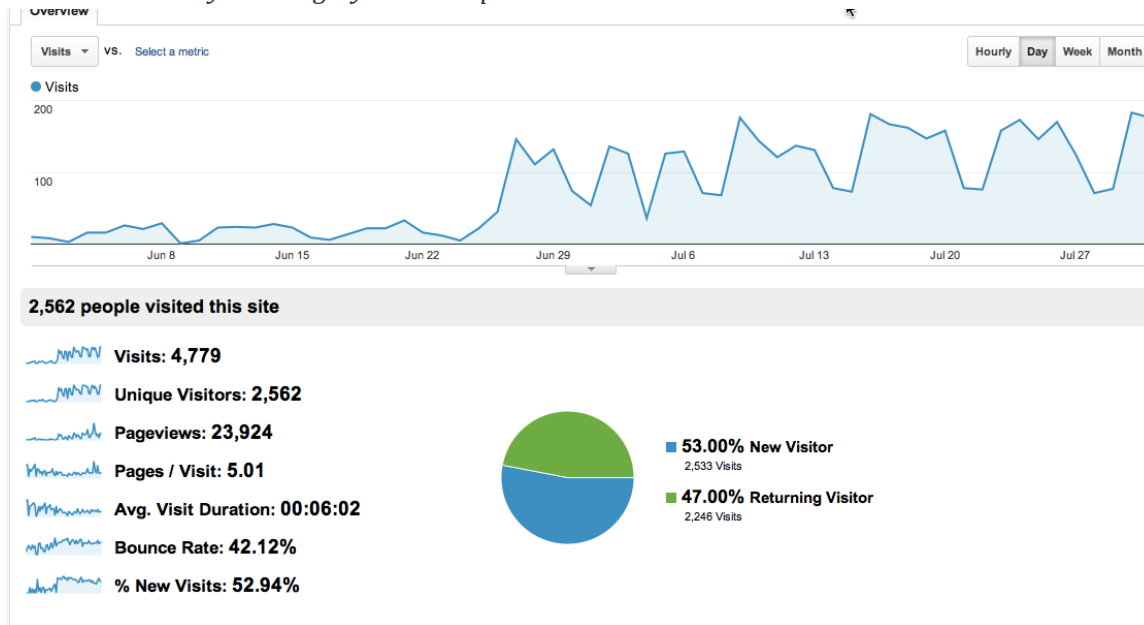 Overview
Visits vs. Select a metric Hourly Day Week Month
Visits
200
100
Jun 8 Jun 15 Jun 22 Jun 29 Jul 6 Jul 13 Jul 20 Jul 27
2,562 people visited this site
Visits: 4,779
Unique Visitors: 2,562
Pageviews: 23,924
Pages / Visit: 5.01
Avg. Visit Duration: 00:06:02
Bounce Rate: 42.12%
% New Visits: 52.94%
53.00% New Visitor
2,533 Visits
47.00% Returning Visitor
2,246 Visits